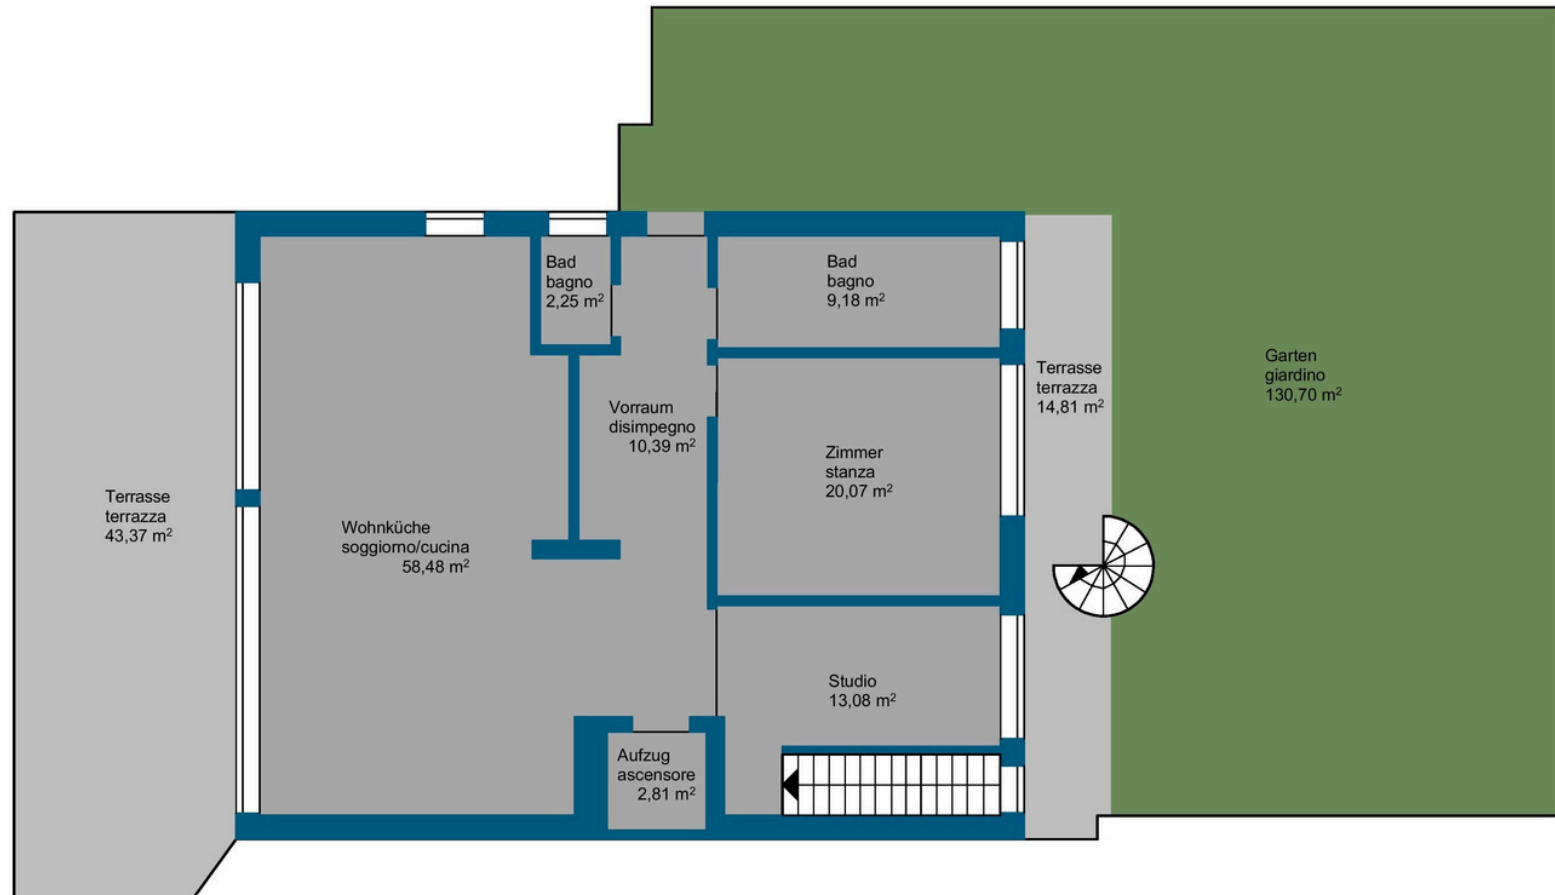 Bad
bagno
2,25 m²
Bad
bagno
9,18 m²
Garten
giardino
130,70 m²
Terrasse
terrazza
14,81 m²
Vorraum
disimpegno
10,39 m²
Zimmer
stanza
20,07 m²
Terrasse
terrazza
43,37 m²
Wohnküche
soggiorno/cucina
58,48 m²
Studio
13,08 m²
Aufzug
ascensore
2,81 m²